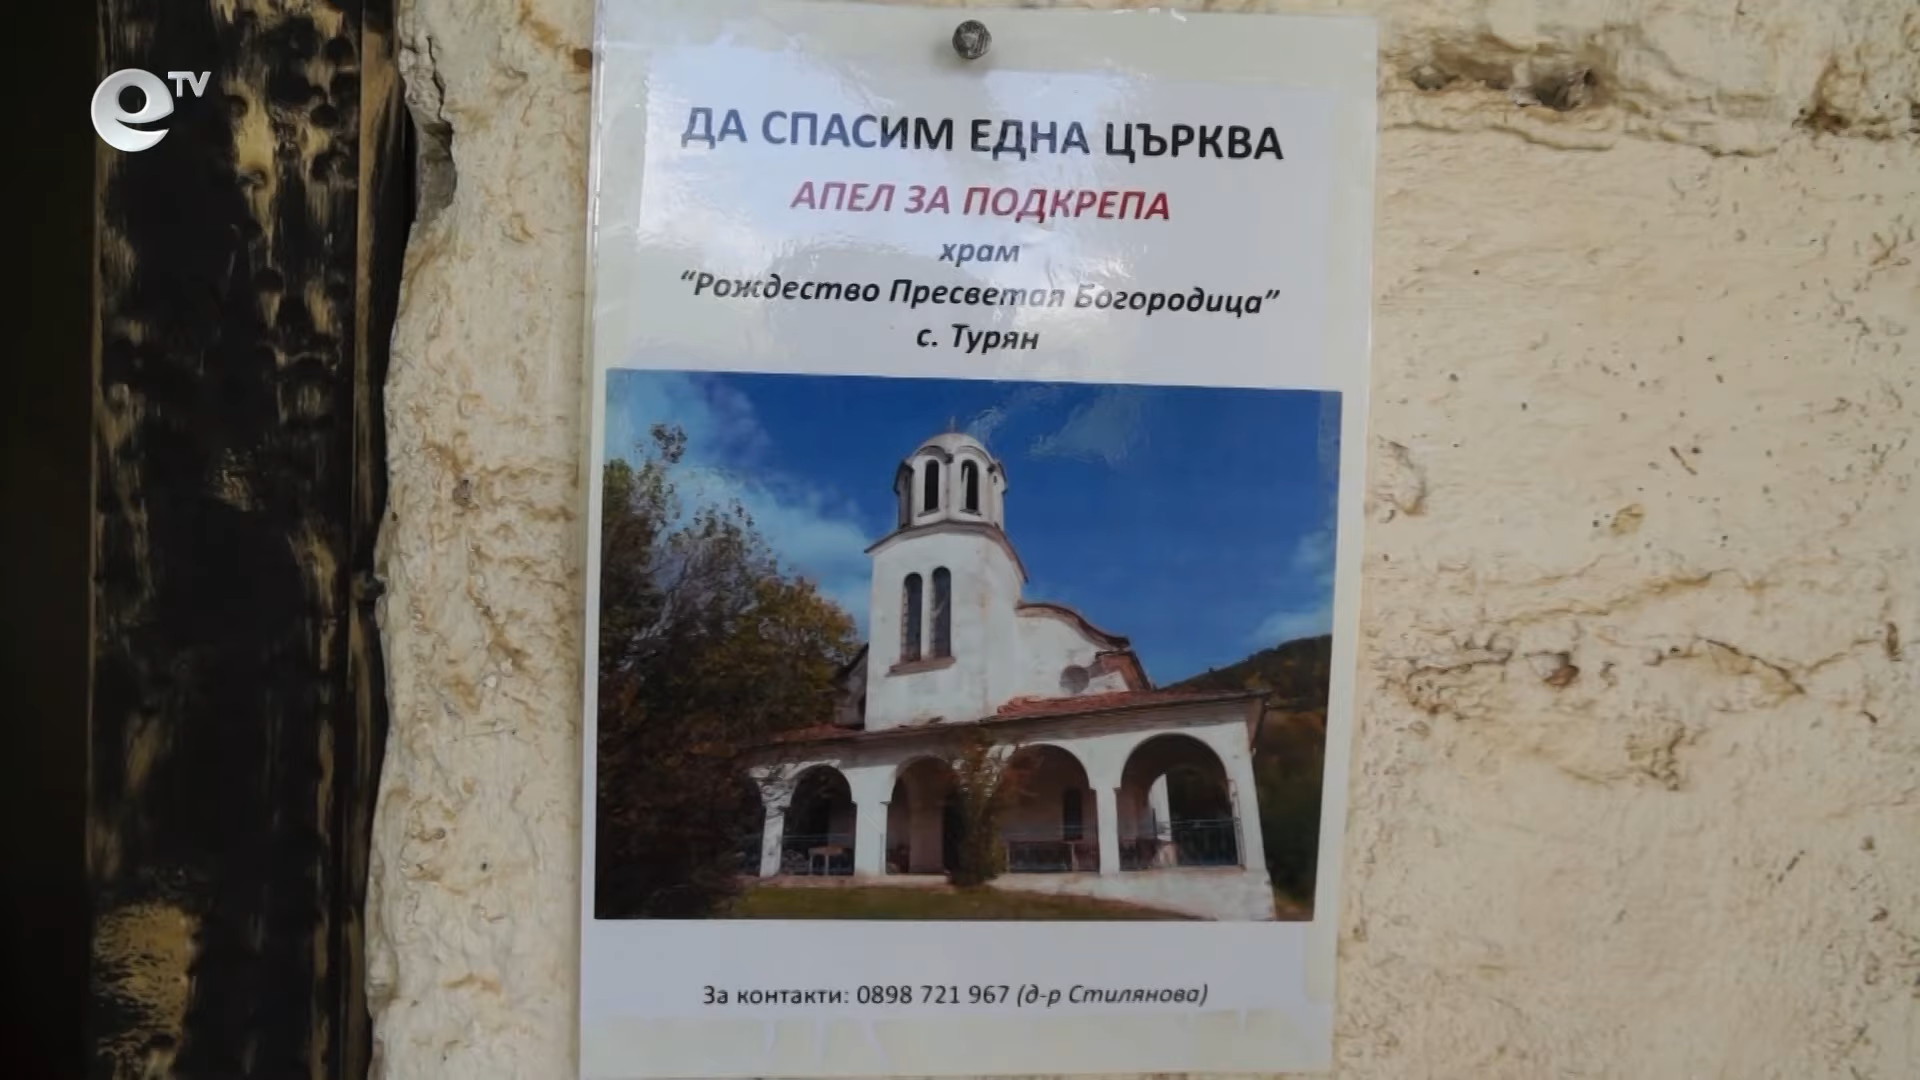 eTV
ДА СПАСИМ ЕДНА ЦЪРКВА
АПЕЛ ЗА ПОДКРЕПА
храм
“Рождество Пресветая Богородица”
с. Турян
За контакти: 0898 721 967 (д-р Стилянова)